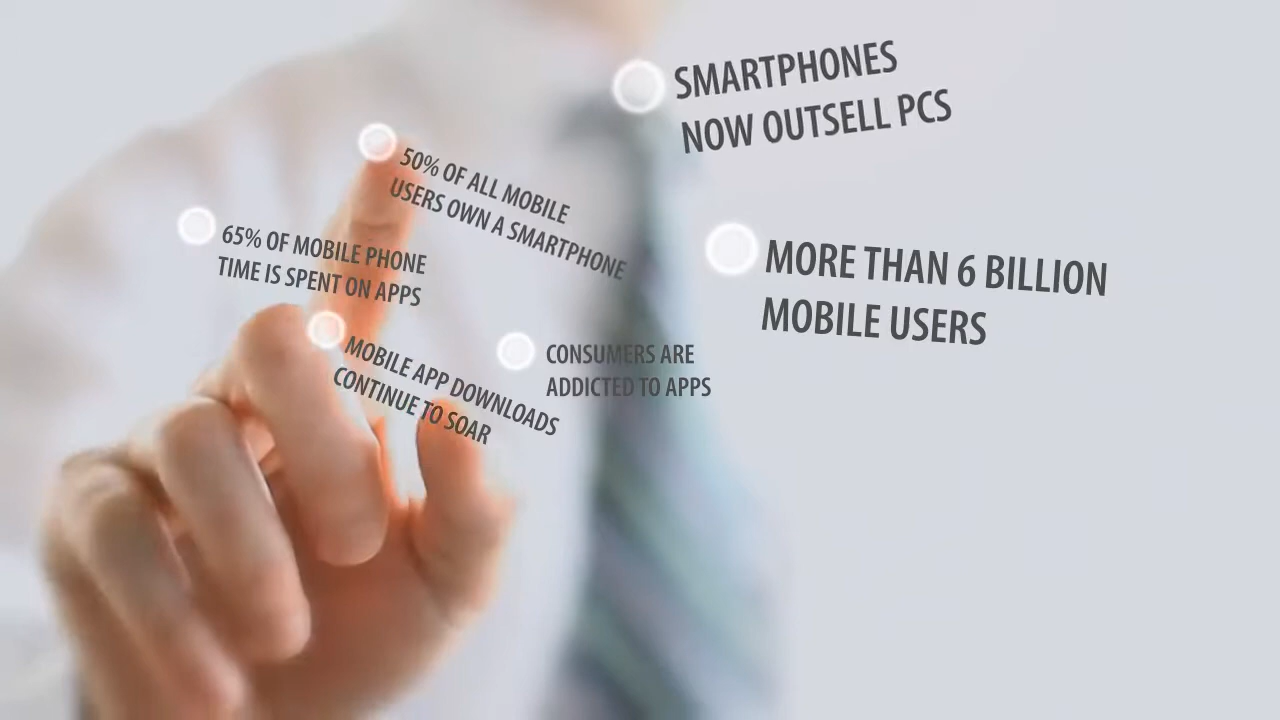 SMARTPHONES
NOW OUTSELL PCS
50% OF ALL MOBILE
USERS OWN A SMARTPHONE
65% OF MOBILE PHONE
TIME IS SPENT ON APPS
MORE THAN 6 BILLION
MOBILE USERS
MOBILE APP DOWNLOADS
CONTINUE TO SOAR
CONSUMERS ARE
ADDICTED TO APPS